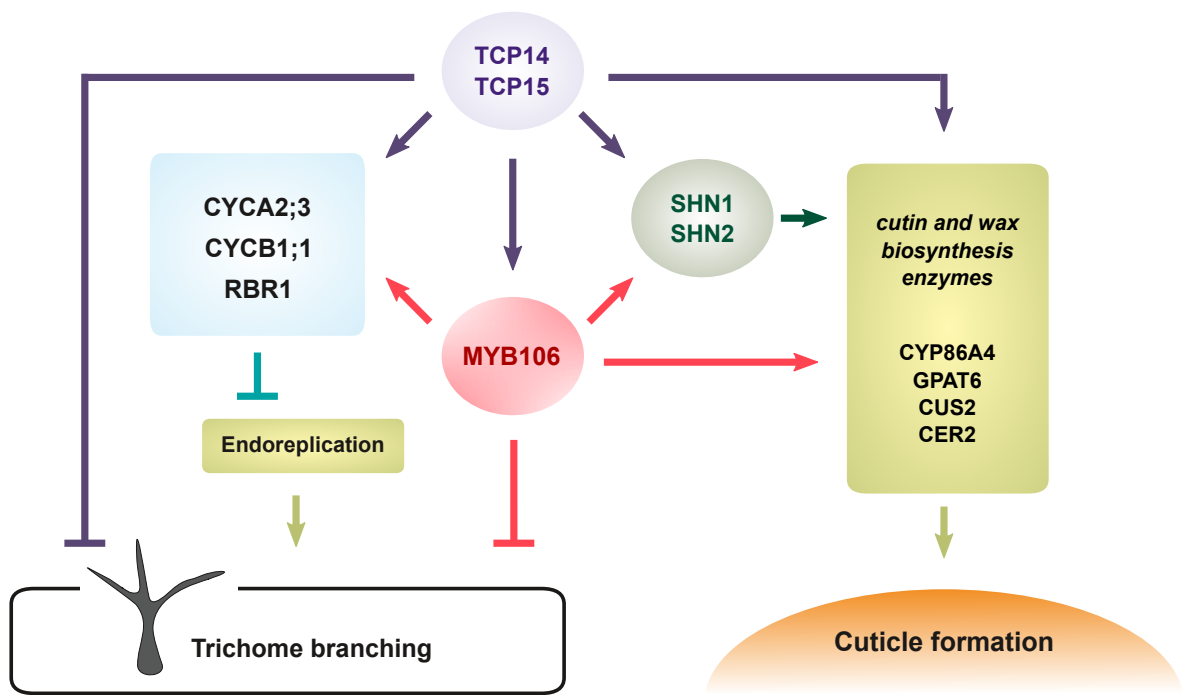 TCP14
TCP15
CYCA2;3
CYCB1;1
RBR1
SHN1
SHN2
cutin and wax
biosynthesis
enzymes
MYB106
CYP86A4
GPAT6
CUS2
CER2
Endoreplication
Trichome branching
Cuticle formation